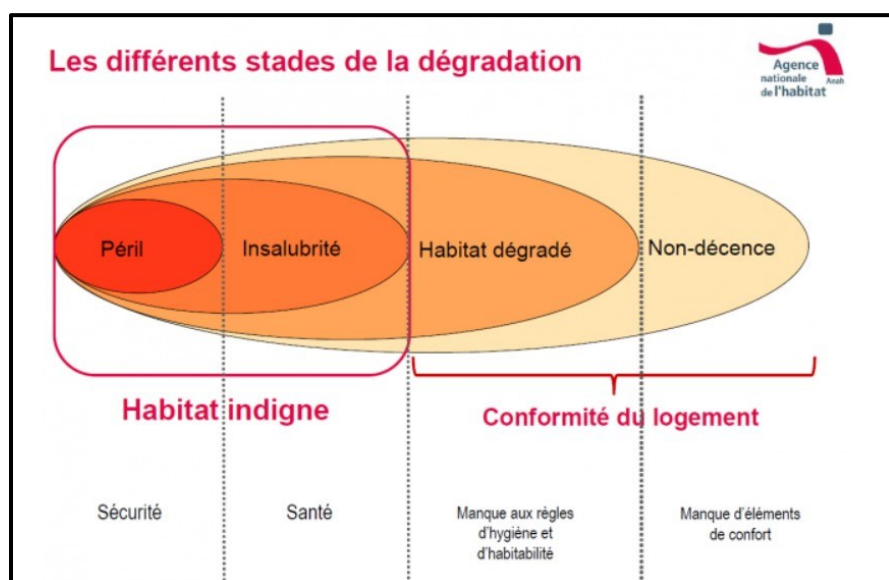 Les différents stades de la dégradation
Agence
nationale
de l'habitat
Anah
Péril
Insalubrité
Habitat dégradé
Non-décence
Habitat indigne
Conformité du logement
Sécurité
Santé
Manque aux règles
d'hygiène et
d'habitabilité
Manque d'éléments
de confort